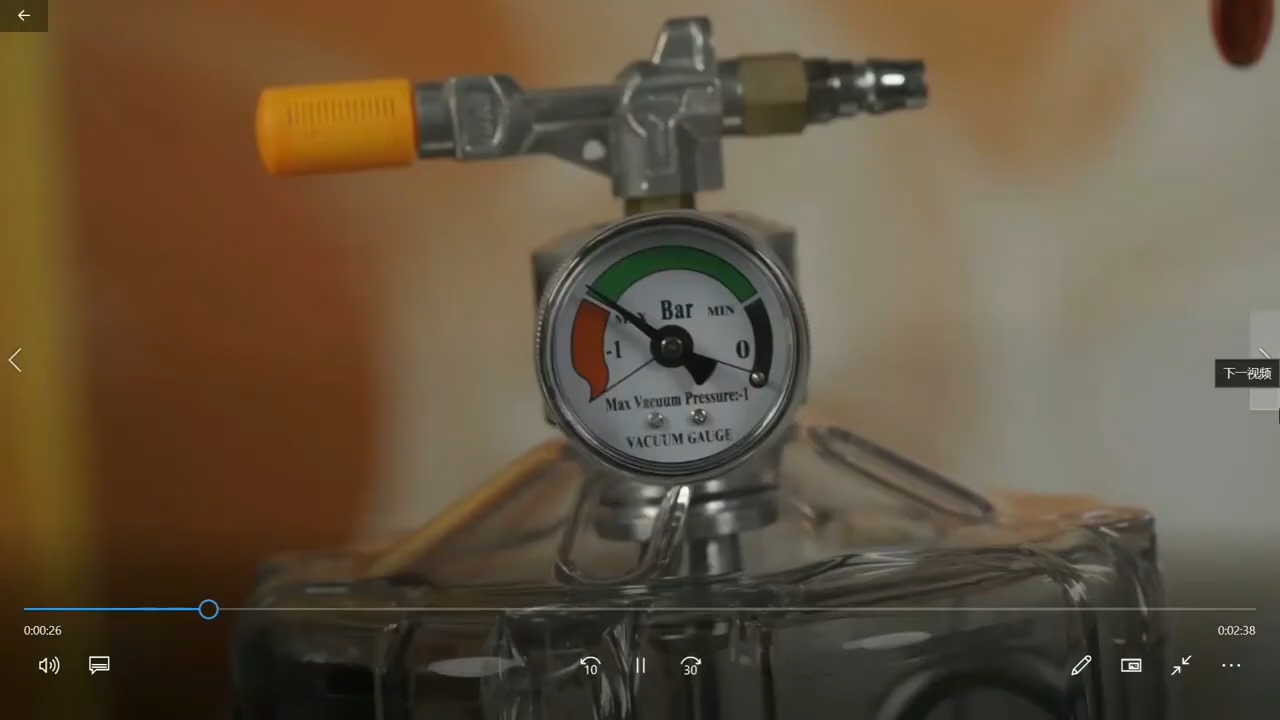 Bar
MAX
MIN
-1
0
Max Vacuum Pressure:-1
VACUUM GAUGE
下一视频
0:00:26
0:02:38
10
30